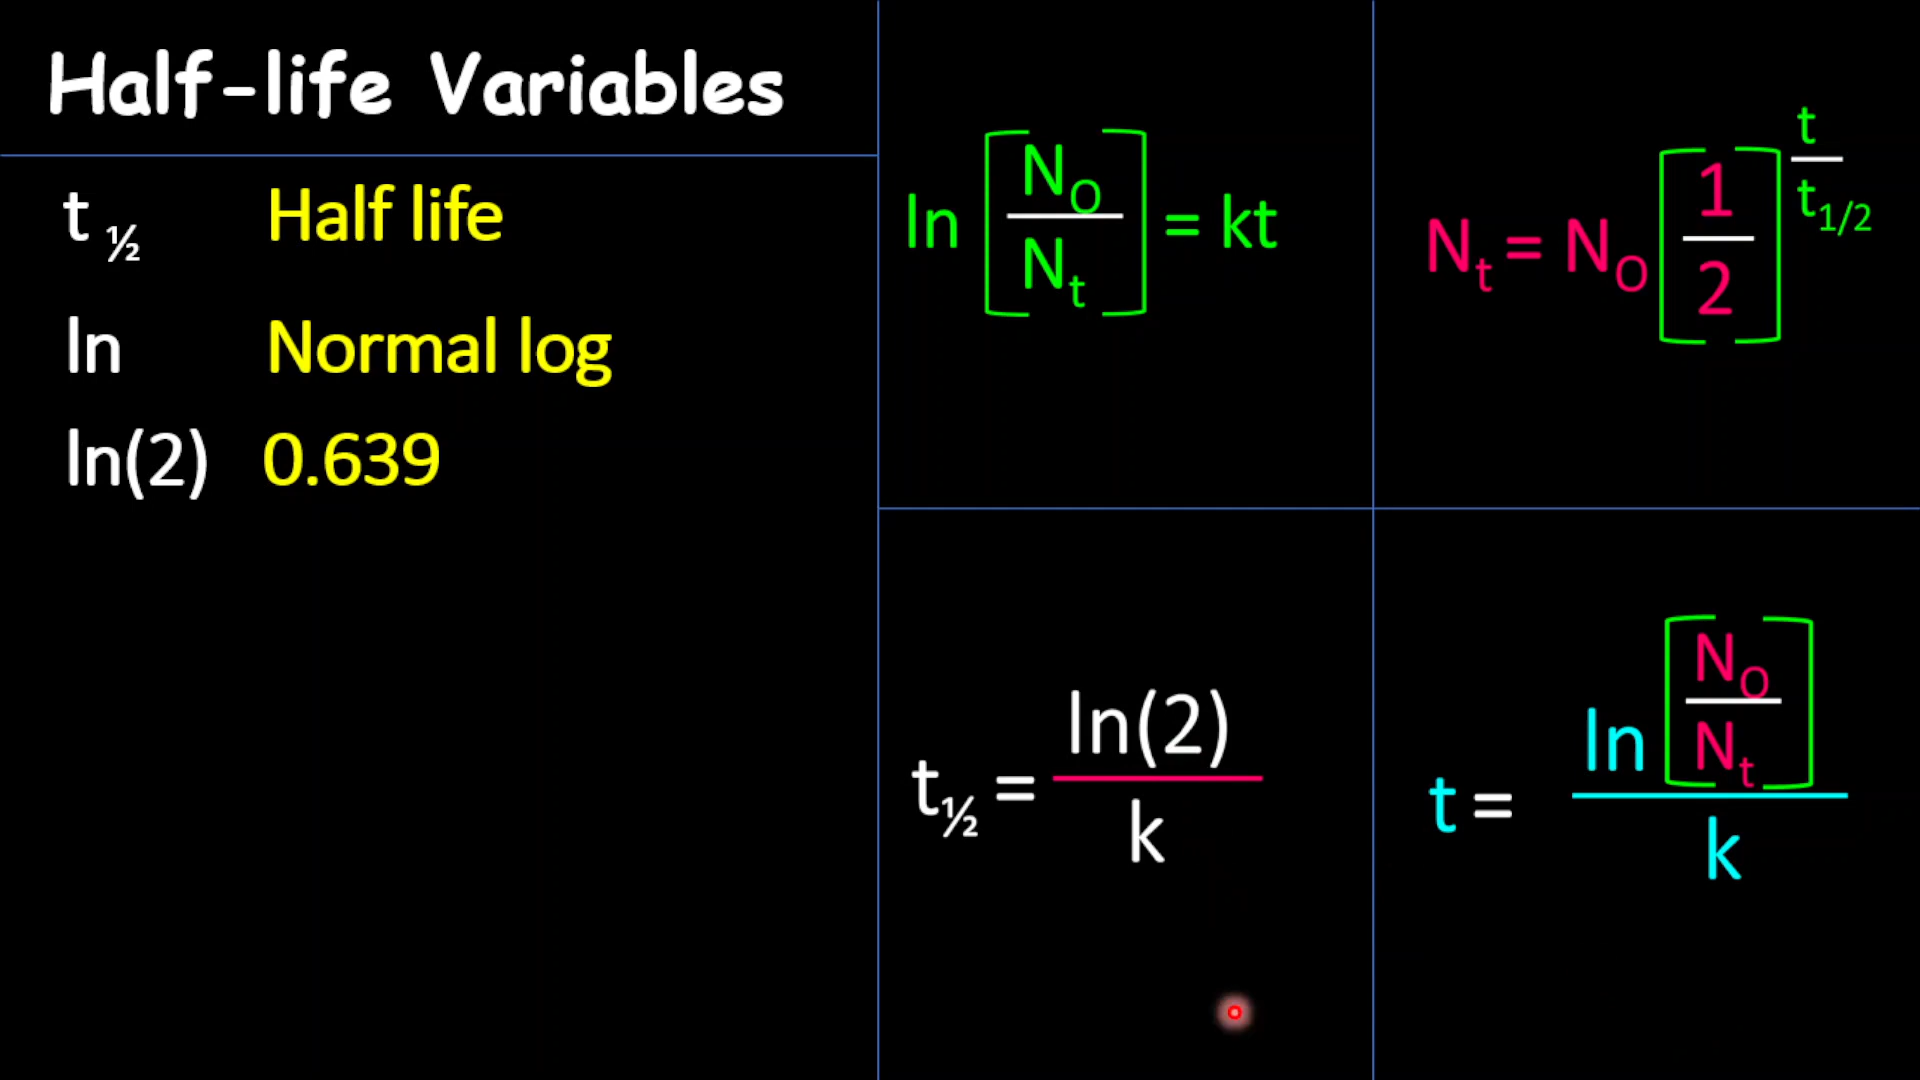 Half-life Variables
t ½ Half life
ln Normal log
ln(2) 0.639
ln [N₀/Nₜ] = kt
Nₜ = N₀ [1/2]^(t/t₁/₂)
t½ = ln(2)/k
t = ln [N₀/Nₜ]/k